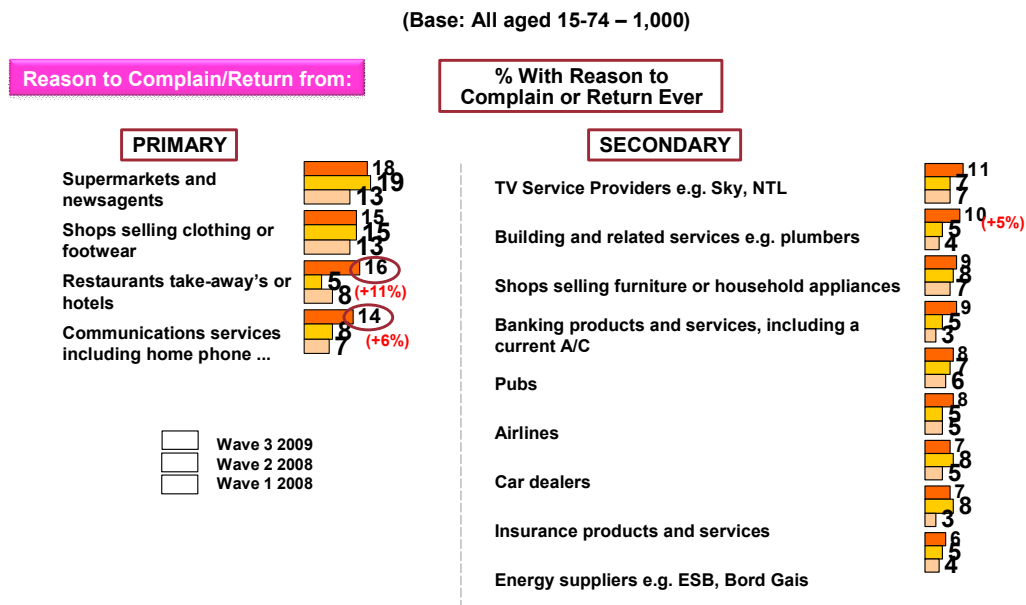 (Base: All aged 15-74 – 1,000)
Reason to Complain/Return from:
% With Reason to
Complain or Return Ever
PRIMARY
Supermarkets and
newsagents
18
19
13
Shops selling clothing or
footwear
15
15
13
Restaurants take-away's or
hotels
16
5
8
(+11%)
Communications services
including home phone ...
14
8
7
(+6%)
Wave 3 2009
Wave 2 2008
Wave 1 2008
SECONDARY
TV Service Providers e.g. Sky, NTL
11
7
7
Building and related services e.g. plumbers
10
5
4
(+5%)
Shops selling furniture or household appliances
9
8
7
Banking products and services, including a
current A/C
9
5
3
Pubs
8
7
6
Airlines
8
5
5
Car dealers
7
8
5
Insurance products and services
7
8
3
Energy suppliers e.g. ESB, Bord Gais
6
5
4